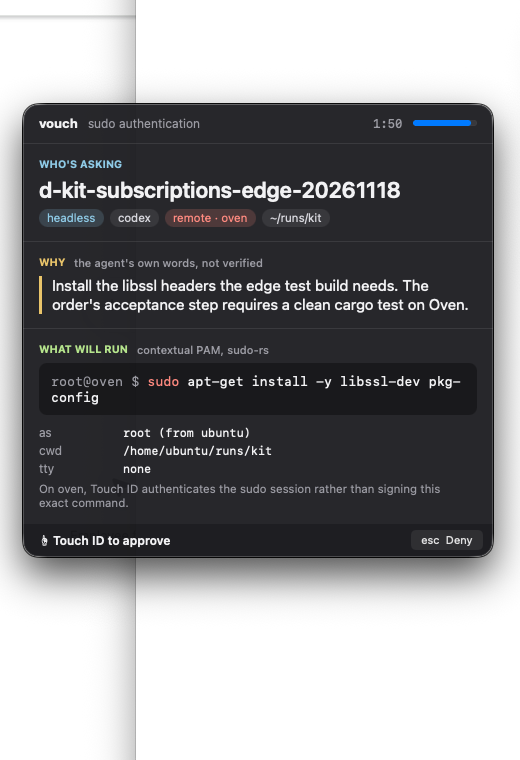 vouch sudo authentication 1:50
WHO'S ASKING
d-kit-subscriptions-edge-20261118
headless codex remote · oven ~/runs/kit
WHY the agent's own words, not verified
Install the libssl headers the edge test build needs. The
order's acceptance step requires a clean cargo test on Oven.
WHAT WILL RUN contextual PAM, sudo-rs
root@oven $ sudo apt-get install -y libssl-dev pkg-
config
as root (from ubuntu)
cwd /home/ubuntu/runs/kit
tty none
On oven, Touch ID authenticates the sudo session rather than signing this
exact command.
☝ Touch ID to approve esc Deny